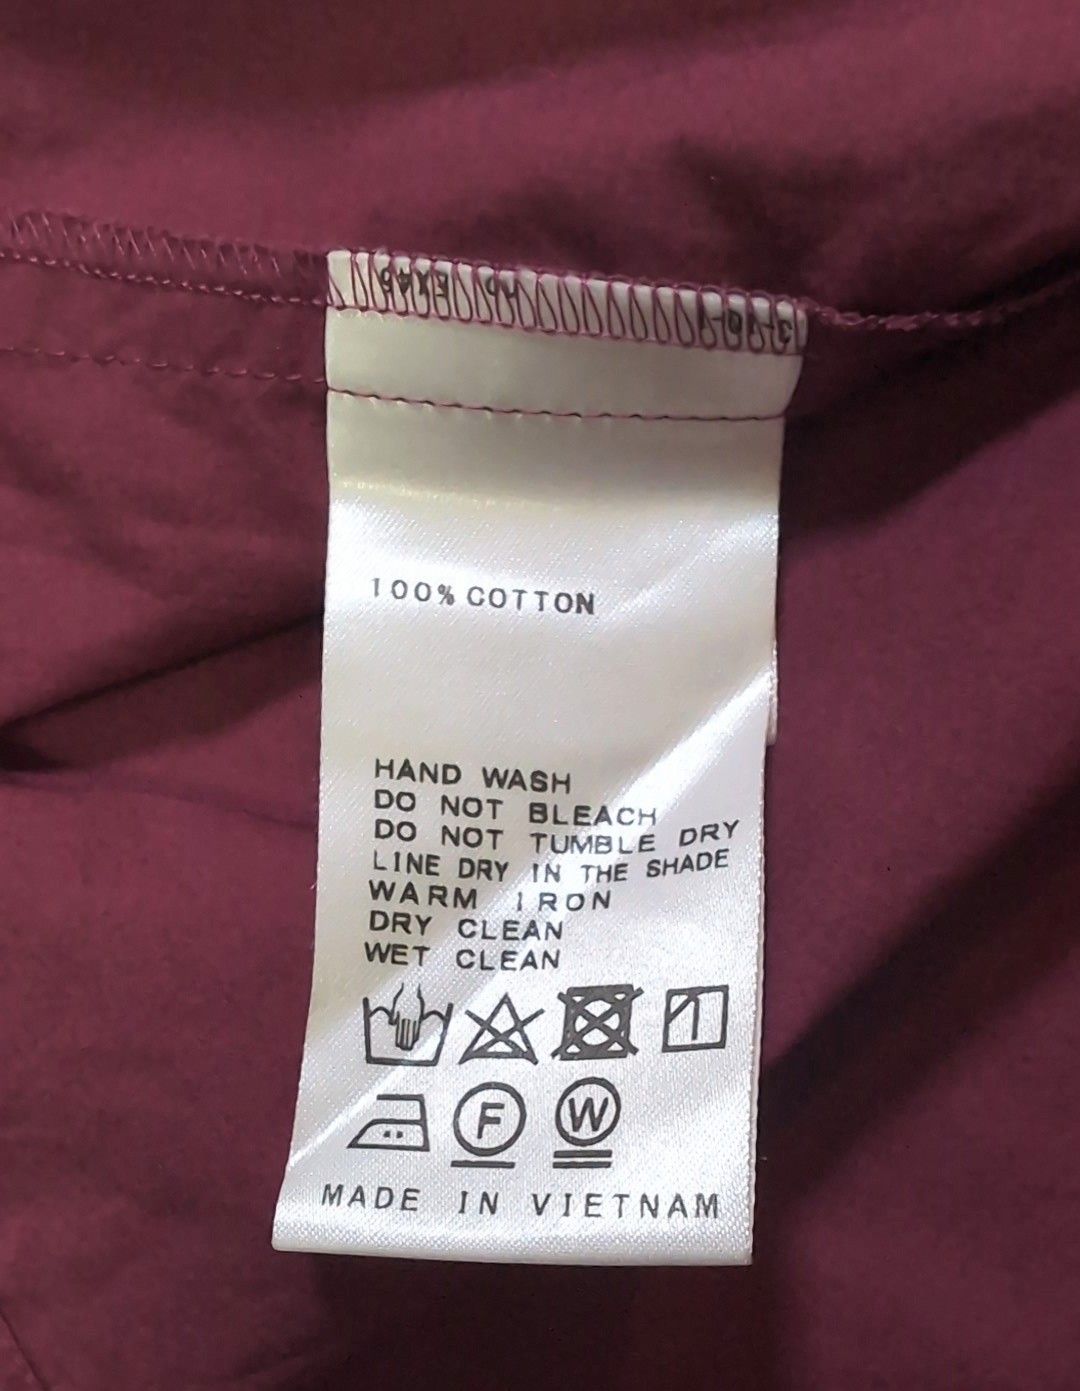 100% COTTON
HAND WASH
DO NOT BLEACH
DO NOT TUMBLE DRY
LINE DRY IN THE SHADE
WARM IRON
DRY CLEAN
WET CLEAN
F
W
MADE IN VIETNAM